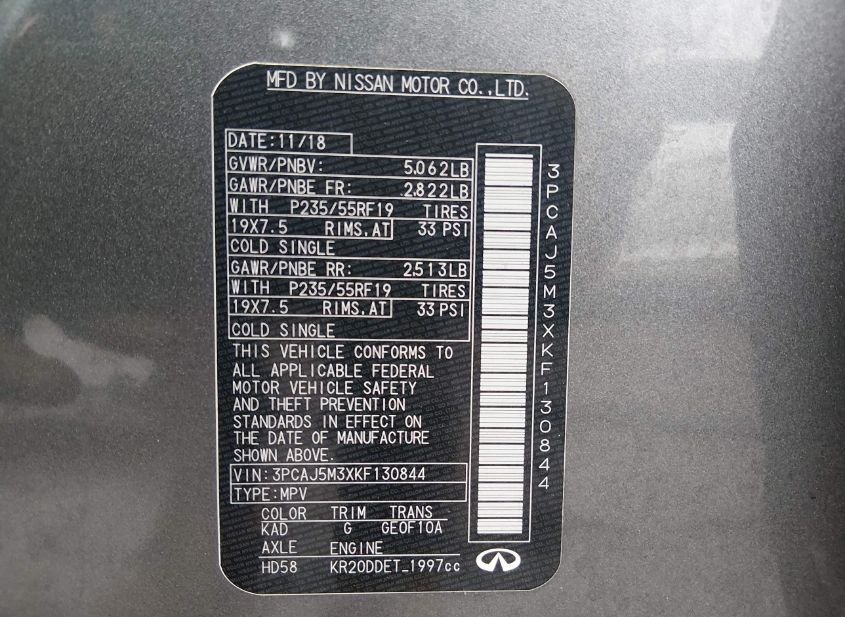 MFD BY NISSAN MOTOR CO.,LTD.
DATE:11/18
GVWR/PNBV: 5.062LB
GAWR/PNBE FR: 2.822LB
WITH P235/55RF19 TIRES
19X7.5 RIMS,AT 33 PSI
COLD SINGLE
GAWR/PNBE RR: 2.513LB
WITH P235/55RF19 TIRES
19X7.5 RIMS,AT 33 PSI
COLD SINGLE
THIS VEHICLE CONFORMS TO
ALL APPLICABLE FEDERAL
MOTOR VEHICLE SAFETY
AND THEFT PREVENTION
STANDARDS IN EFFECT ON
THE DATE OF MANUFACTURE
SHOWN ABOVE.
VIN:3PCAJ5M3XKF130844
TYPE:MPV
COLOR TRIM TRANS
KAD G GE0F10A
AXLE ENGINE
HD58 KR20DDET_1997cc
3PCAJ5M3XKF130844